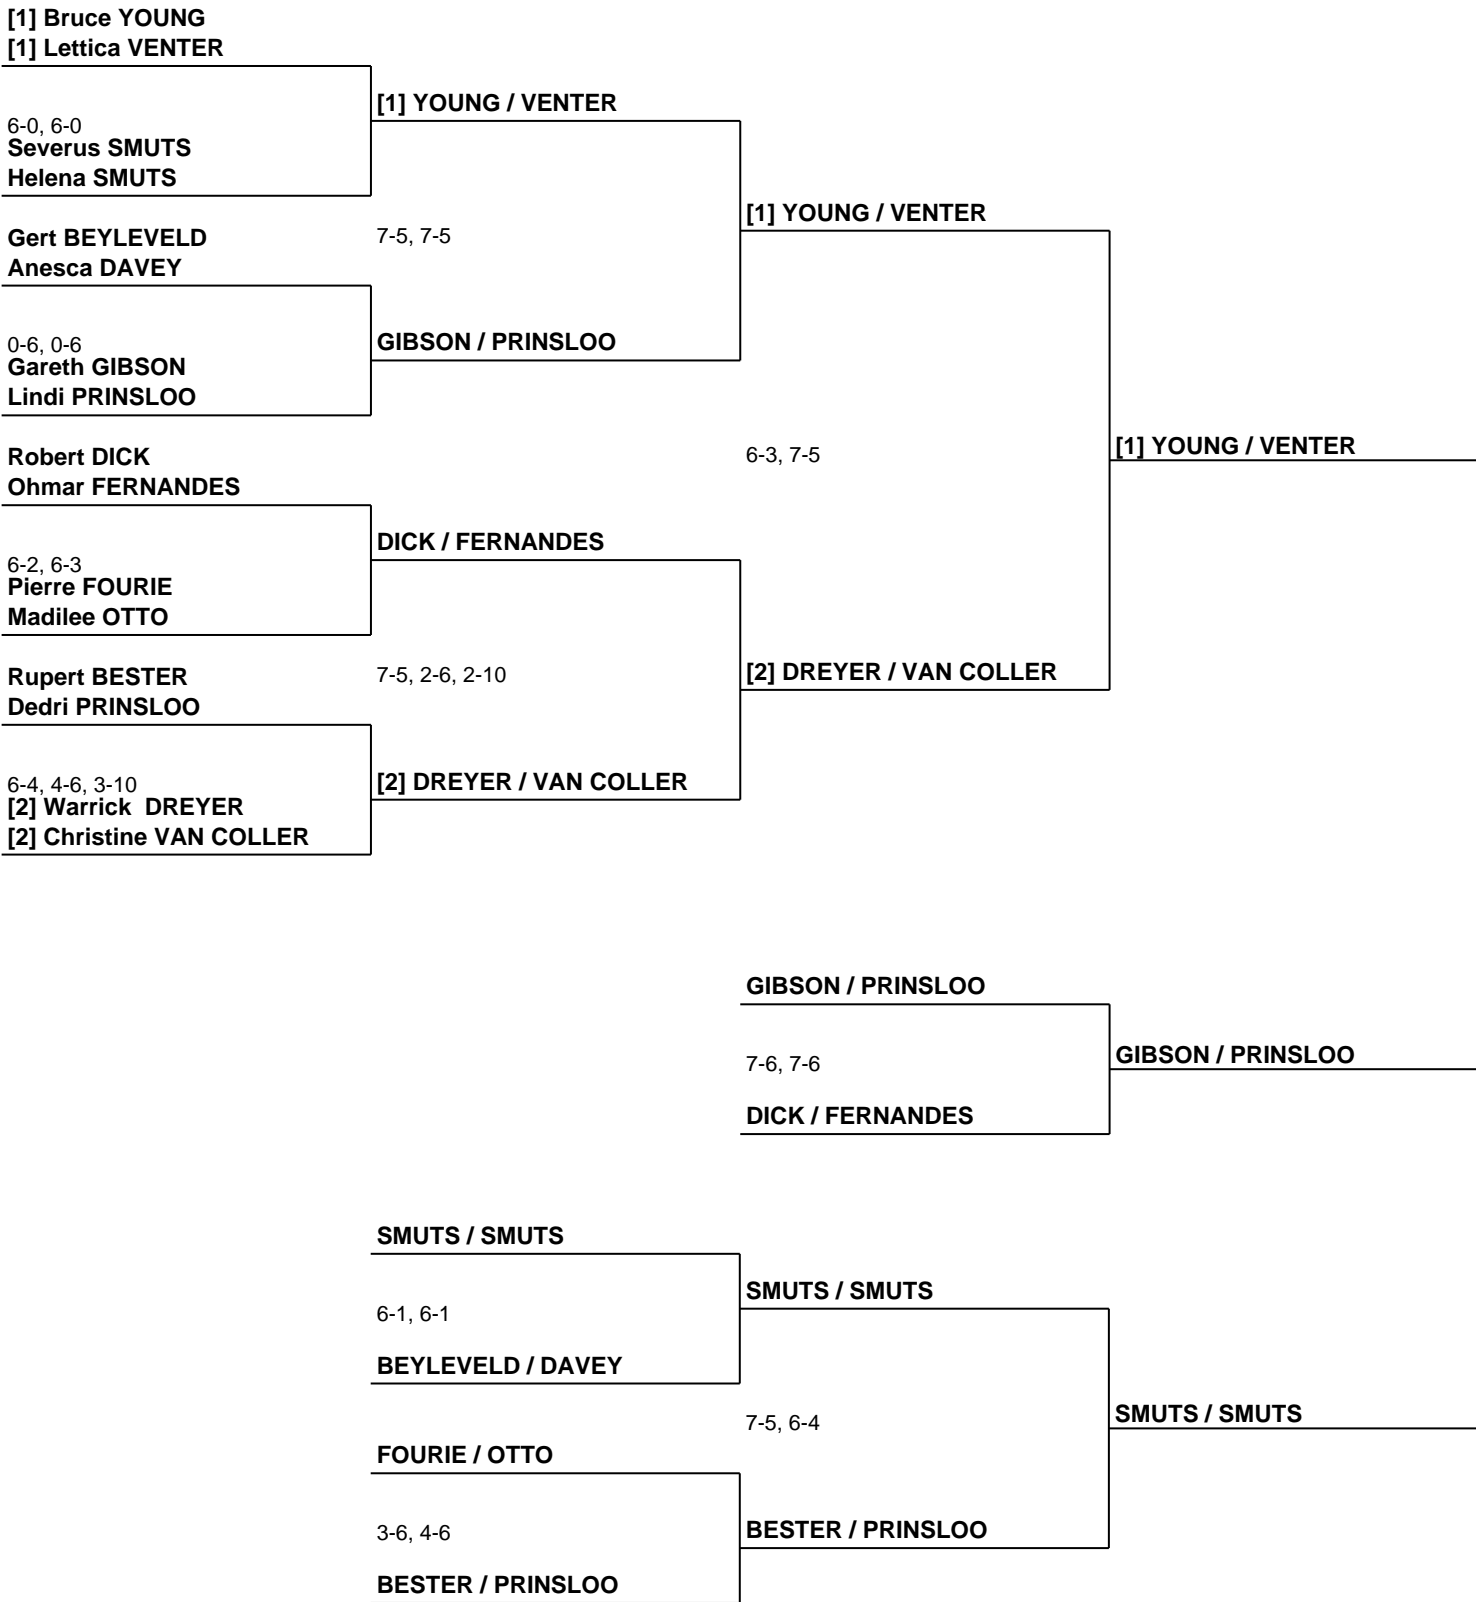 [1] Bruce YOUNG
[1] Lettica VENTER
[1] YOUNG / VENTER
6-0, 6-0
Severus SMUTS
Helena SMUTS
[1] YOUNG / VENTER
Gert BEYLEVELD
7-5, 7-5
Anesca DAVEY
GIBSON / PRINSLOO
0-6, 0-6
Gareth GIBSON
Lindi PRINSLOO
[1] YOUNG / VENTER
Robert DICK
6-3, 7-5
Ohmar FERNANDES
DICK / FERNANDES
6-2, 6-3
Pierre FOURIE
Madilee OTTO
[2] DREYER / VAN COLLER
Rupert BESTER
7-5, 2-6, 2-10
Dedri PRINSLOO
[2] DREYER / VAN COLLER
6-4, 4-6, 3-10
[2] Warrick  DREYER
[2] Christine VAN COLLER
GIBSON / PRINSLOO
GIBSON / PRINSLOO
7-6, 7-6
DICK / FERNANDES
SMUTS / SMUTS
SMUTS / SMUTS
6-1, 6-1
BEYLEVELD / DAVEY
SMUTS / SMUTS
7-5, 6-4
FOURIE / OTTO
BESTER / PRINSLOO
3-6, 4-6
BESTER / PRINSLOO